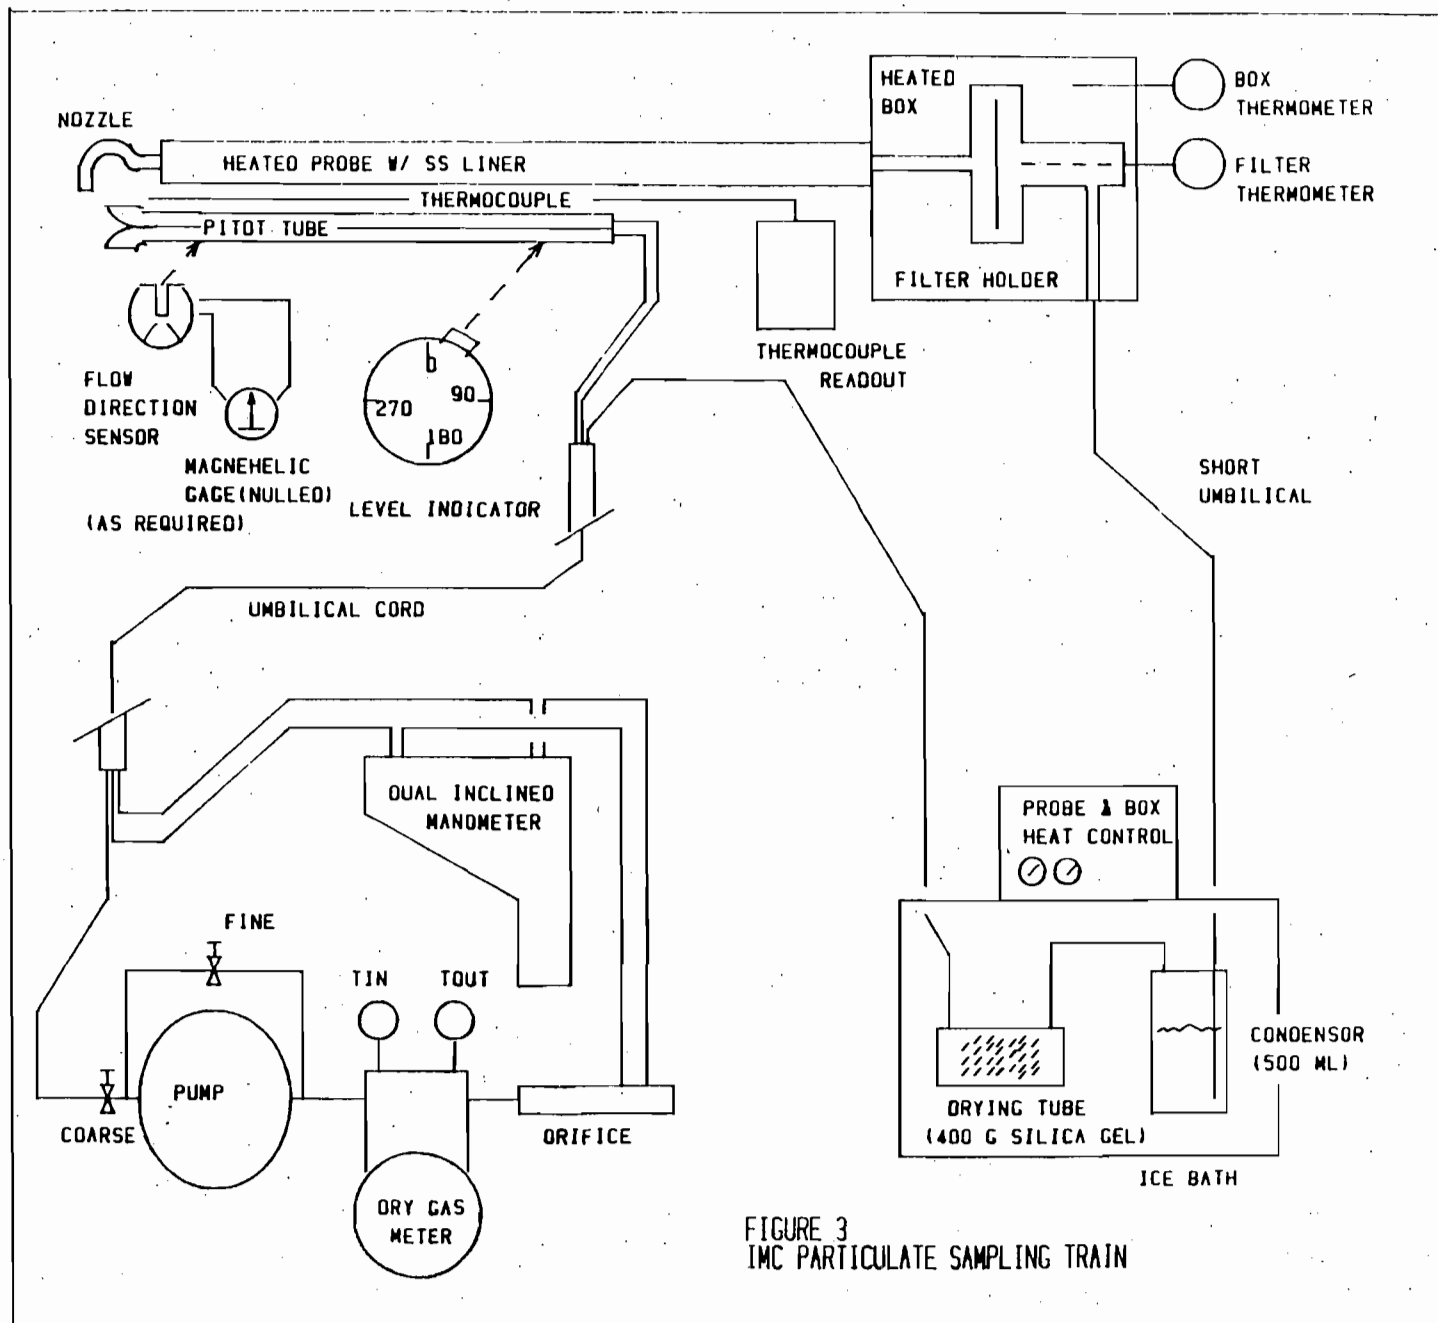 NOZZLE
HEATED PROBE W/ SS LINER
THERMOCOUPLE
PITOT TUBE
HEATED
BOX
BOX
THERMOMETER
FILTER
THERMOMETER
FILTER HOLDER
THERMOCOUPLE
READOUT
FLOW
DIRECTION
SENSOR
MAGNEHELIC
GAGE(NULLED)
(AS REQUIRED)
0
90
180
270
LEVEL INDICATOR
SHORT
UMBILICAL
UMBILICAL CORD
DUAL INCLINED
MANOMETER
PROBE & BOX
HEAT CONTROL
FINE
TIN
TOUT
PUMP
COARSE
ORIFICE
DRY GAS
METER
DRYING TUBE
(400 G SILICA GEL)
CONDENSOR
(500 ML)
ICE BATH
FIGURE 3
IMC PARTICULATE SAMPLING TRAIN